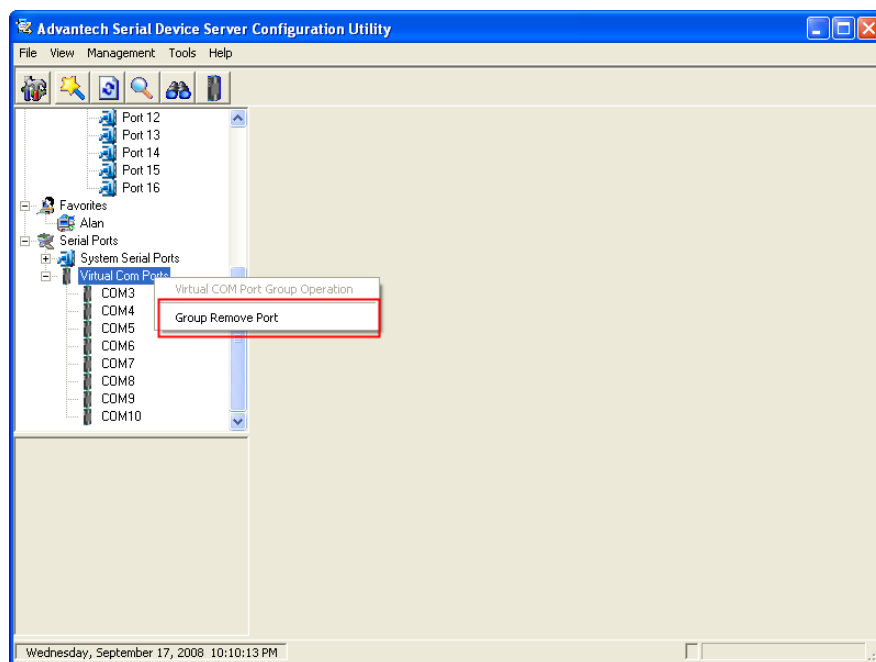 Advantech Serial Device Server Configuration Utility
File View Management Tools Help
Port 12
Port 13
Port 14
Port 15
Port 16
Favorites
Alan
Serial Ports
System Serial Ports
Virtual Com Ports
Virtual COM Port Group Operation
COM3
Group Remove Port
COM4
COM5
COM6
COM7
COM8
COM9
COM10
Wednesday, September 17, 2008 10:10:13 PM